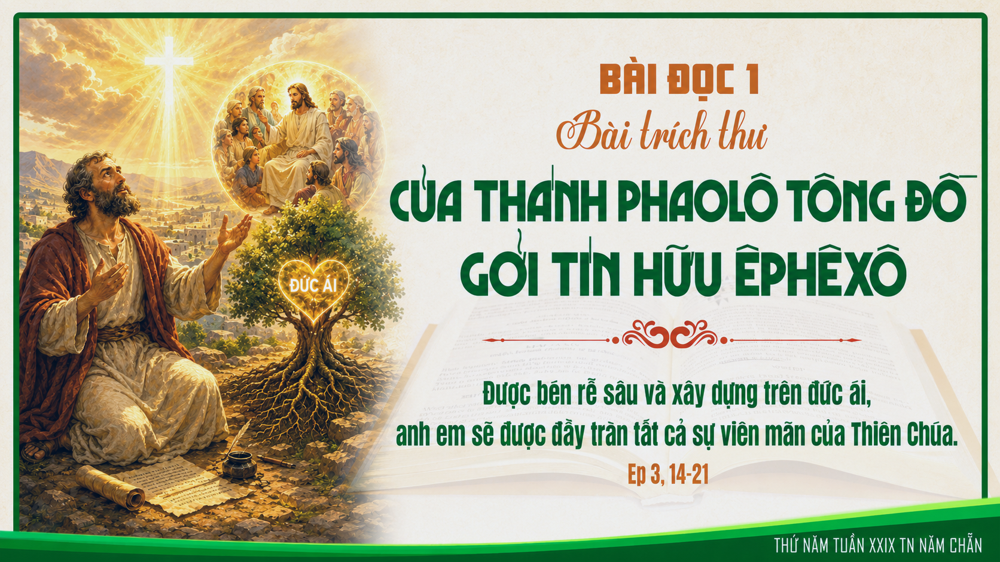 BÀI ĐỌC 1
Bài trích thư
CỦA THÁNH PHAOLÔ TÔNG ĐỒ
GỞI TÍN HỮU ÊPHÊXÔ
ĐỨC ÁI
Được bén rễ sâu và xây dựng trên đức ái,
anh em sẽ được đầy tràn tất cả sự viên mãn của Thiên Chúa.
Ep 3, 14-21
THỨ NĂM TUẦN XXIX TN NĂM CHẴN